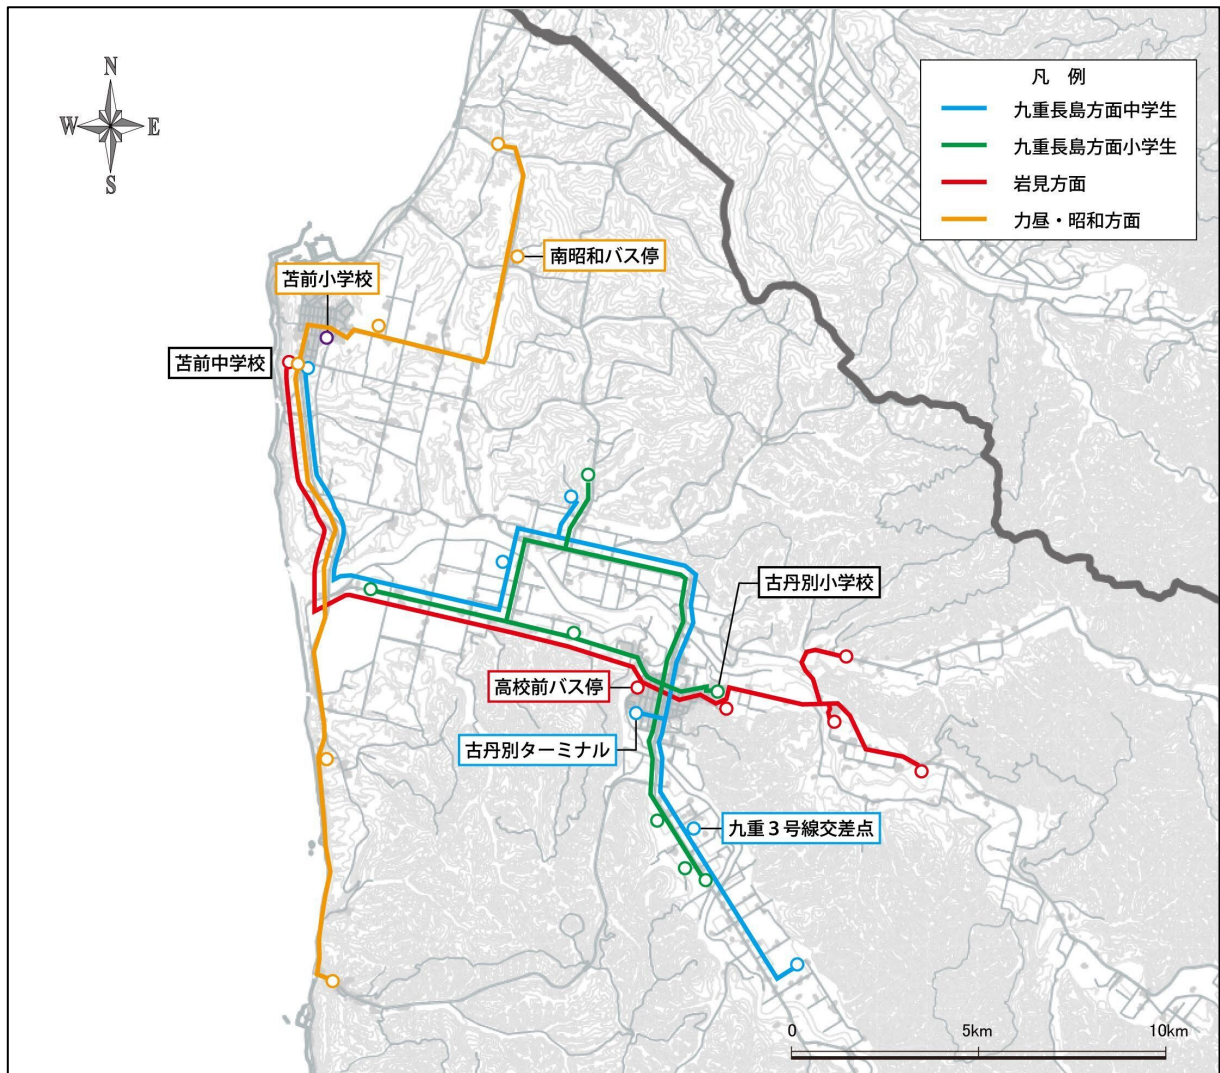 凡 例
九重長島方面中学生
九重長島方面小学生
岩見方面
力昼・昭和方面
N
W E
S
南昭和バス停
苫前小学校
苫前中学校
古丹別小学校
高校前バス停
古丹別ターミナル
九重３号線交差点
0 5km 10km